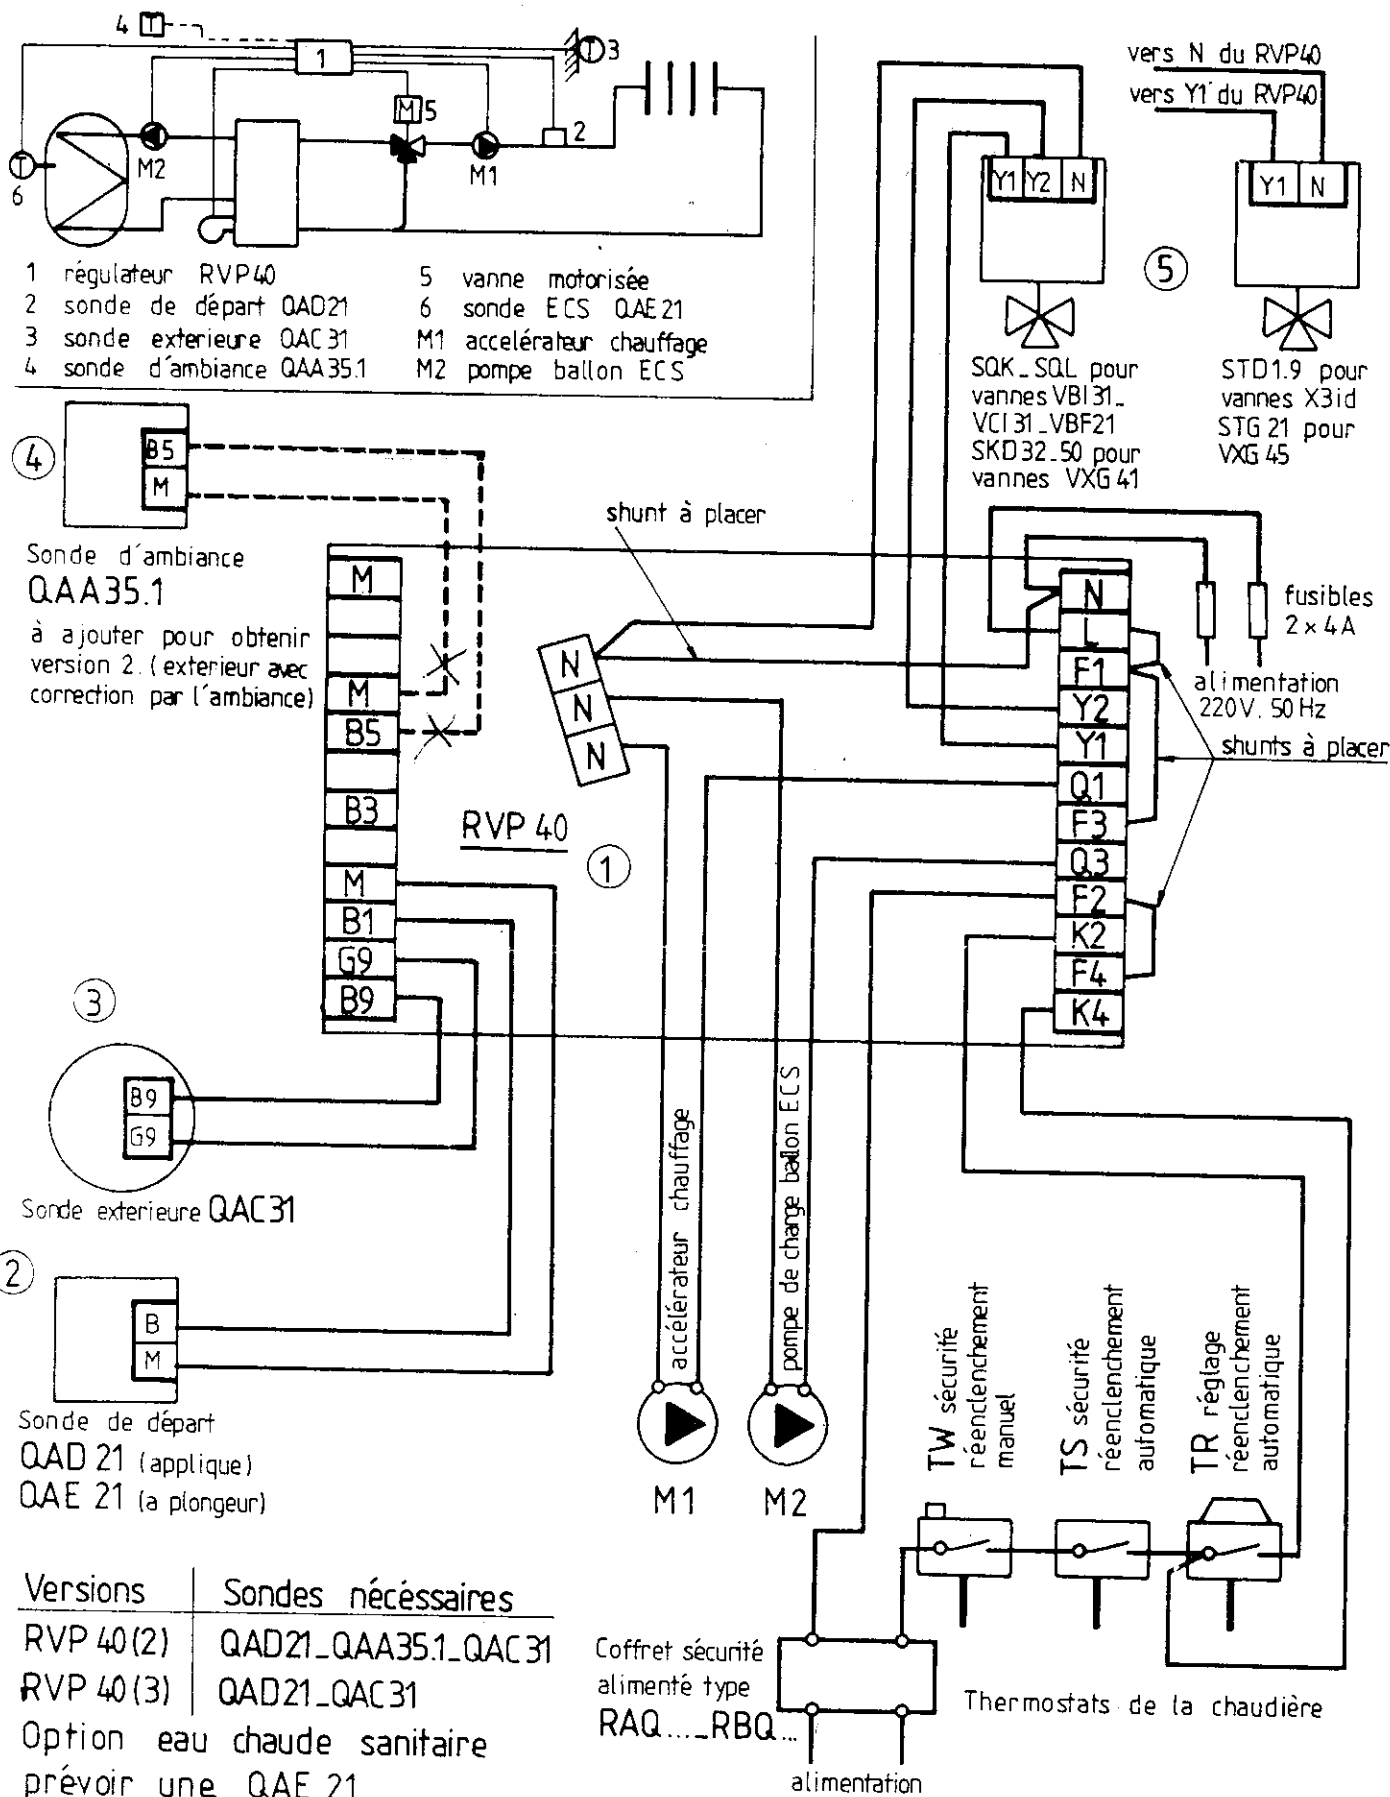 4 T
1
T 3
M 5
2
M2
M1
T
6
1 régulateur RVP40
2 sonde de départ QAD21
3 sonde exterieure QAC31
4 sonde d'ambiance QAA35.1
5 vanne motorisée
6 sonde ECS QAE21
M1 accelérateur chauffage
M2 pompe ballon ECS
vers N du RVP40
vers Y1 du RVP40
Y1 Y2 N
Y1 N
5
SQK_SQL pour
vannes VBI31_
VCI31_VBF21
SKD32_50 pour
vannes VXG41
STD1.9 pour
vannes X3id
STG 21 pour
VXG 45
4
B5
M
Sonde d'ambiance
QAA35.1
à ajouter pour obtenir
version 2. (exterieur avec
correction par l'ambiance)
shunt à placer
M
M
B5
B3
M
B1
G9
B9
N
N
N
RVP 40
1
N
L
F1
Y2
Y1
Q1
F3
Q3
F2
K2
F4
K4
fusibles
2 x 4A
alimentation
220V. 50 Hz
shunts à placer
3
B9
G9
Sonde exterieure QAC31
2
B
M
Sonde de départ
QAD 21 (applique)
QAE 21 (a plongeur)
accélérateur chauffage
pompe de charge ballon ECS
M1
M2
TW sécurité
réenclenchement
manuel
TS sécurité
réenclenchement
automatique
TR réglage
réenclenchement
automatique
Versions Sondes nécéssaires
RVP 40(2) QAD21_QAA35.1_QAC31
RVP 40(3) QAD21_QAC31
Option eau chaude sanitaire
prévoir une QAE 21
Coffret sécurité
alimenté type
RAQ...._RBQ...
alimentation
Thermostats de la chaudière